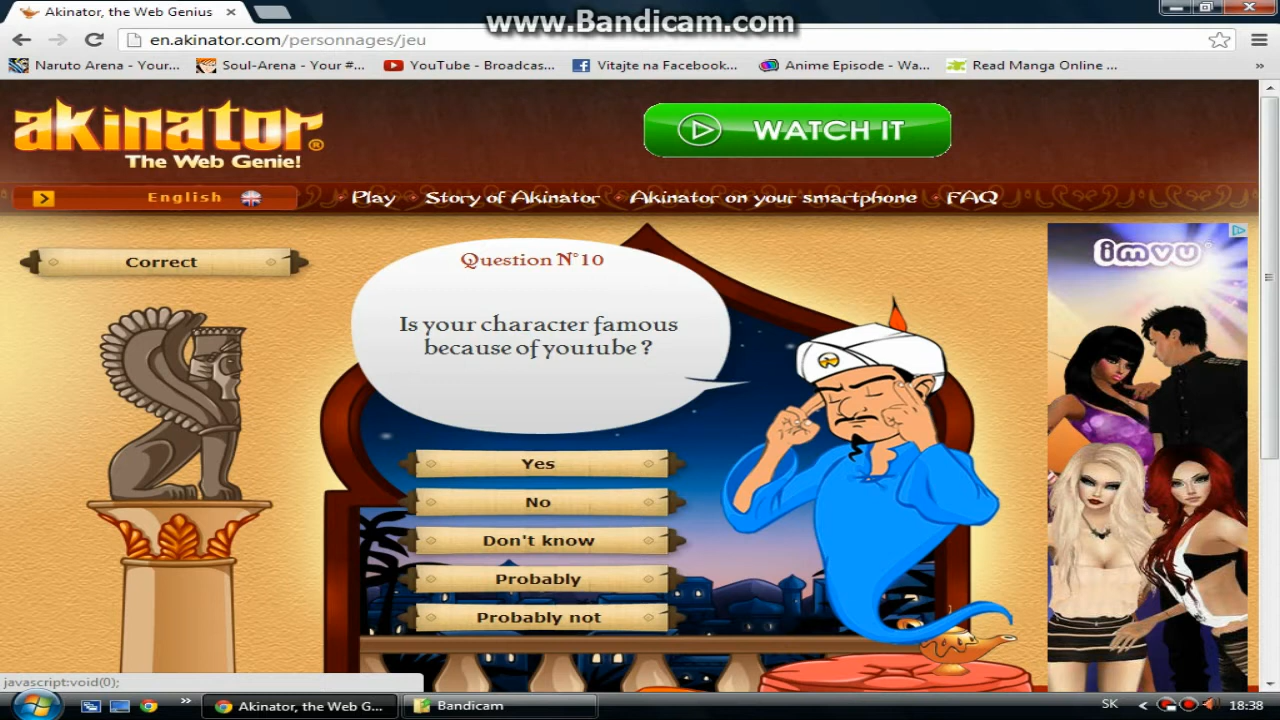 Akinator, the Web Genius
www.Bandicam.com
en.akinator.com/personnages/jeu
Naruto Arena - Your...
Soul-Arena - Your #...
YouTube - Broadcas...
Vitajte na Facebook...
Anime Episode - Wa...
Read Manga Online ...
»
akinator®
The Web Genie!
WATCH IT
English
Play
Story of Akinator
Akinator on your smartphone
FAQ
Correct
Question N°10
Is your character famous
because of youtube ?
Yes
No
Don't know
Probably
Probably not
imvu
javascript:void(0);
»
Akinator, the Web G...
Bandicam
SK
18:38